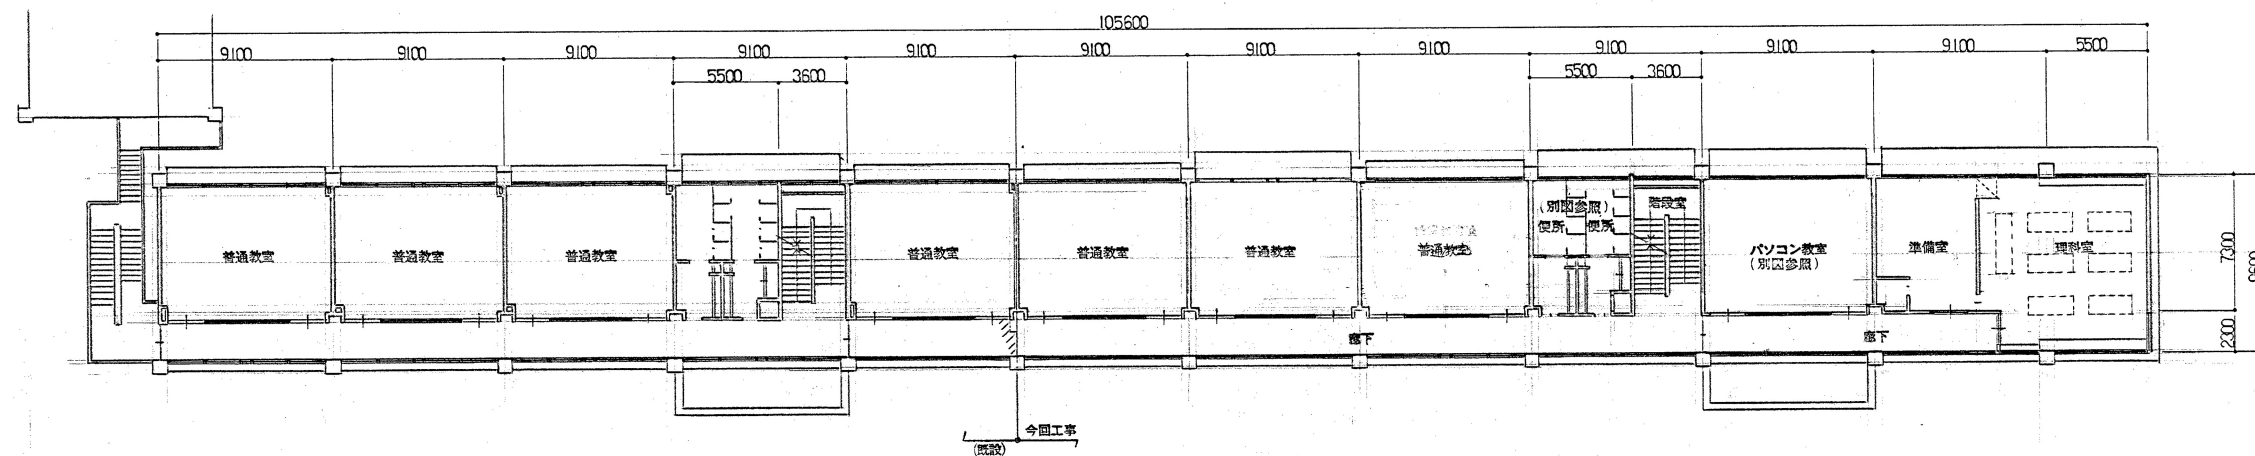 105600
9100 9100 9100 9100 9100 9100 9100 9100 9100 9100 9100 5500
5500 3600 5500 3600
(別図参照) 階段室
便所 便所
普通教室 普通教室 普通教室 普通教室 普通教室 普通教室 普通教室 パソコン教室 準備室 理科室
(別図参照)
7300
2300
廊下 廊下
今回工事
(既設)